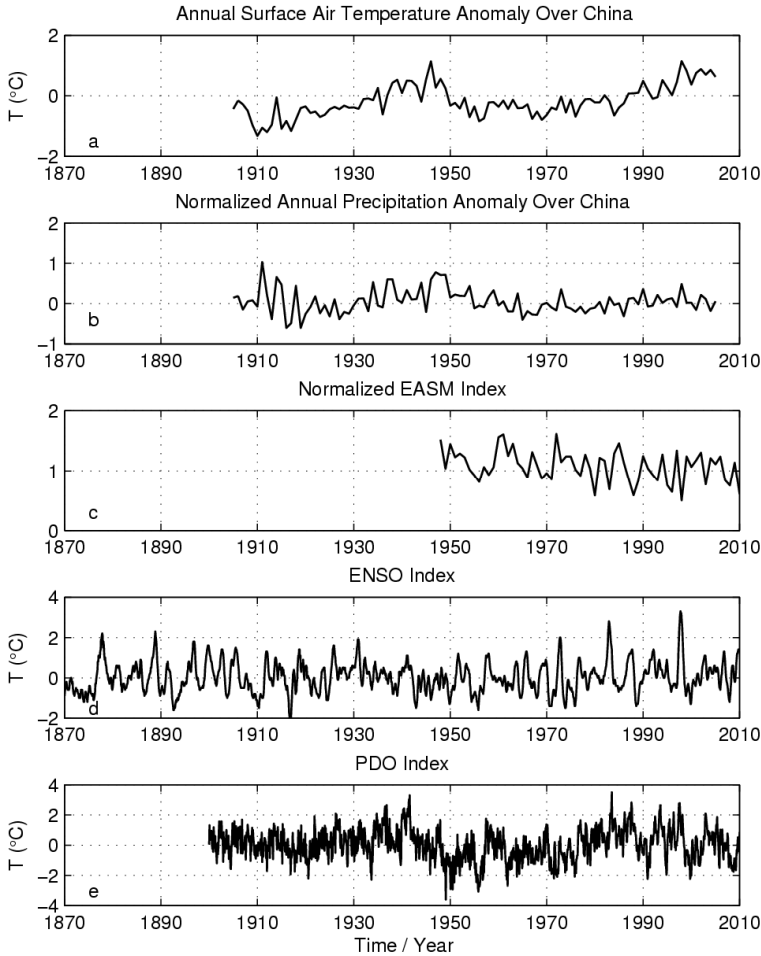 Annual Surface Air Temperature Anomaly Over China
2
0
−2
T (°C)
a
1870 1890 1910 1930 1950 1970 1990 2010
Normalized Annual Precipitation Anomaly Over China
2
1
0
−1
b
1870 1890 1910 1930 1950 1970 1990 2010
Normalized EASM Index
2
1
0
c
1870 1890 1910 1930 1950 1970 1990 2010
ENSO Index
4
2
0
−2
T (°C)
d
1870 1890 1910 1930 1950 1970 1990 2010
PDO Index
4
2
0
−2
−4
T (°C)
e
1870 1890 1910 1930 1950 1970 1990 2010
Time / Year